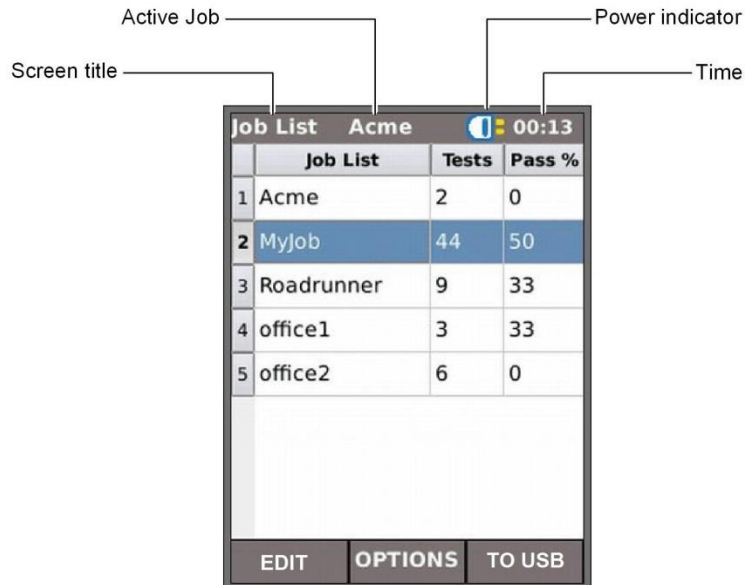 Active Job
Power indicator
Screen title
Time
Job List Acme 00:13
Job List Tests Pass %
1 Acme 2 0
2 MyJob 44 50
3 Roadrunner 9 33
4 office1 3 33
5 office2 6 0
EDIT OPTIONS TO USB